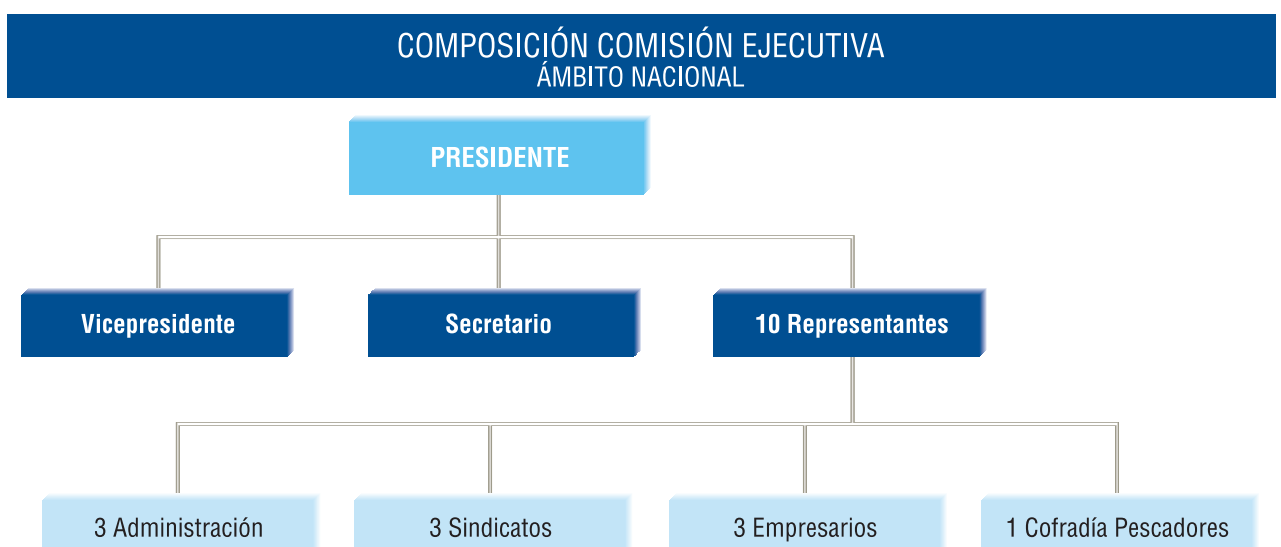 COMPOSICIÓN COMISIÓN EJECUTIVA
ÁMBITO NACIONAL
PRESIDENTE
Vicepresidente
Secretario
10 Representantes
3 Administración
3 Sindicatos
3 Empresarios
1 Cofradía Pescadores